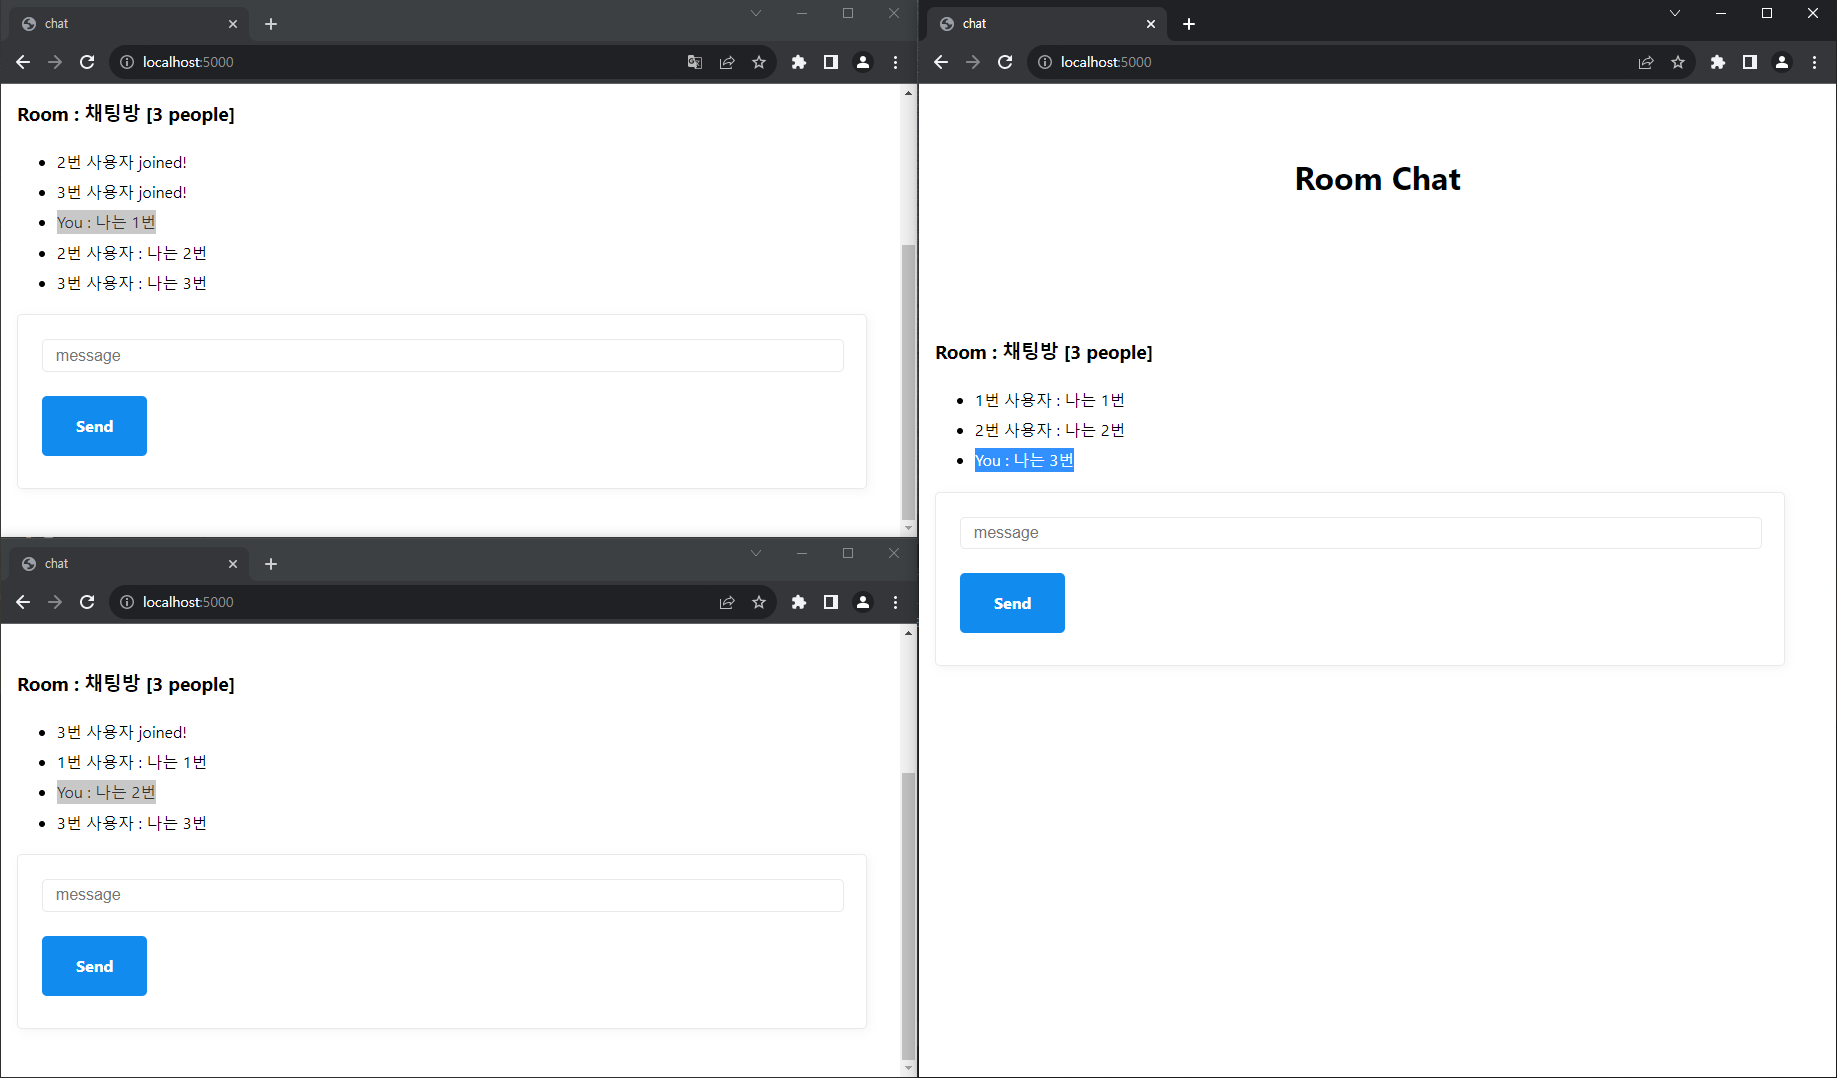 chat
localhost:5000
Room : 채팅방 [3 people]
2번 사용자 joined!
3번 사용자 joined!
You : 나는 1번
2번 사용자 : 나는 2번
3번 사용자 : 나는 3번
message
Send
chat
localhost:5000
Room : 채팅방 [3 people]
3번 사용자 joined!
1번 사용자 : 나는 1번
You : 나는 2번
3번 사용자 : 나는 3번
message
Send
chat
localhost:5000
Room Chat
Room : 채팅방 [3 people]
1번 사용자 : 나는 1번
2번 사용자 : 나는 2번
You : 나는 3번
message
Send